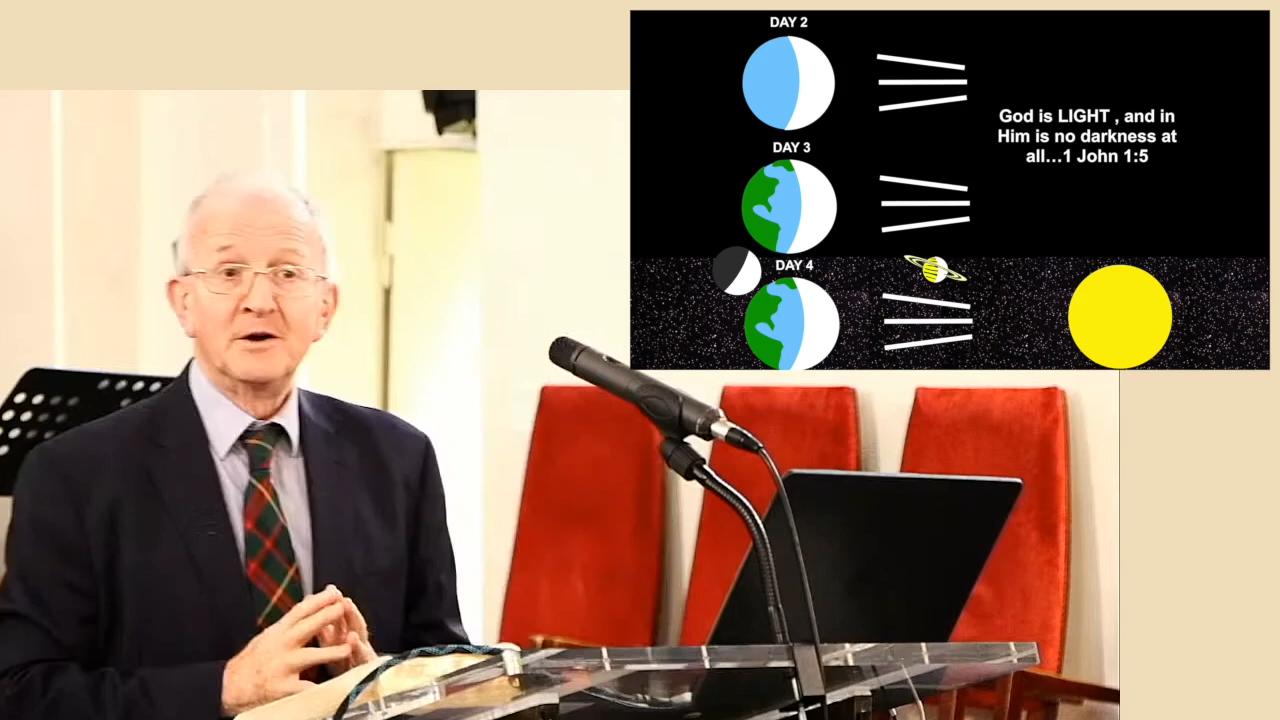 DAY 2
God is LIGHT , and in
Him is no darkness at
all...1 John 1:5
DAY 3
DAY 4